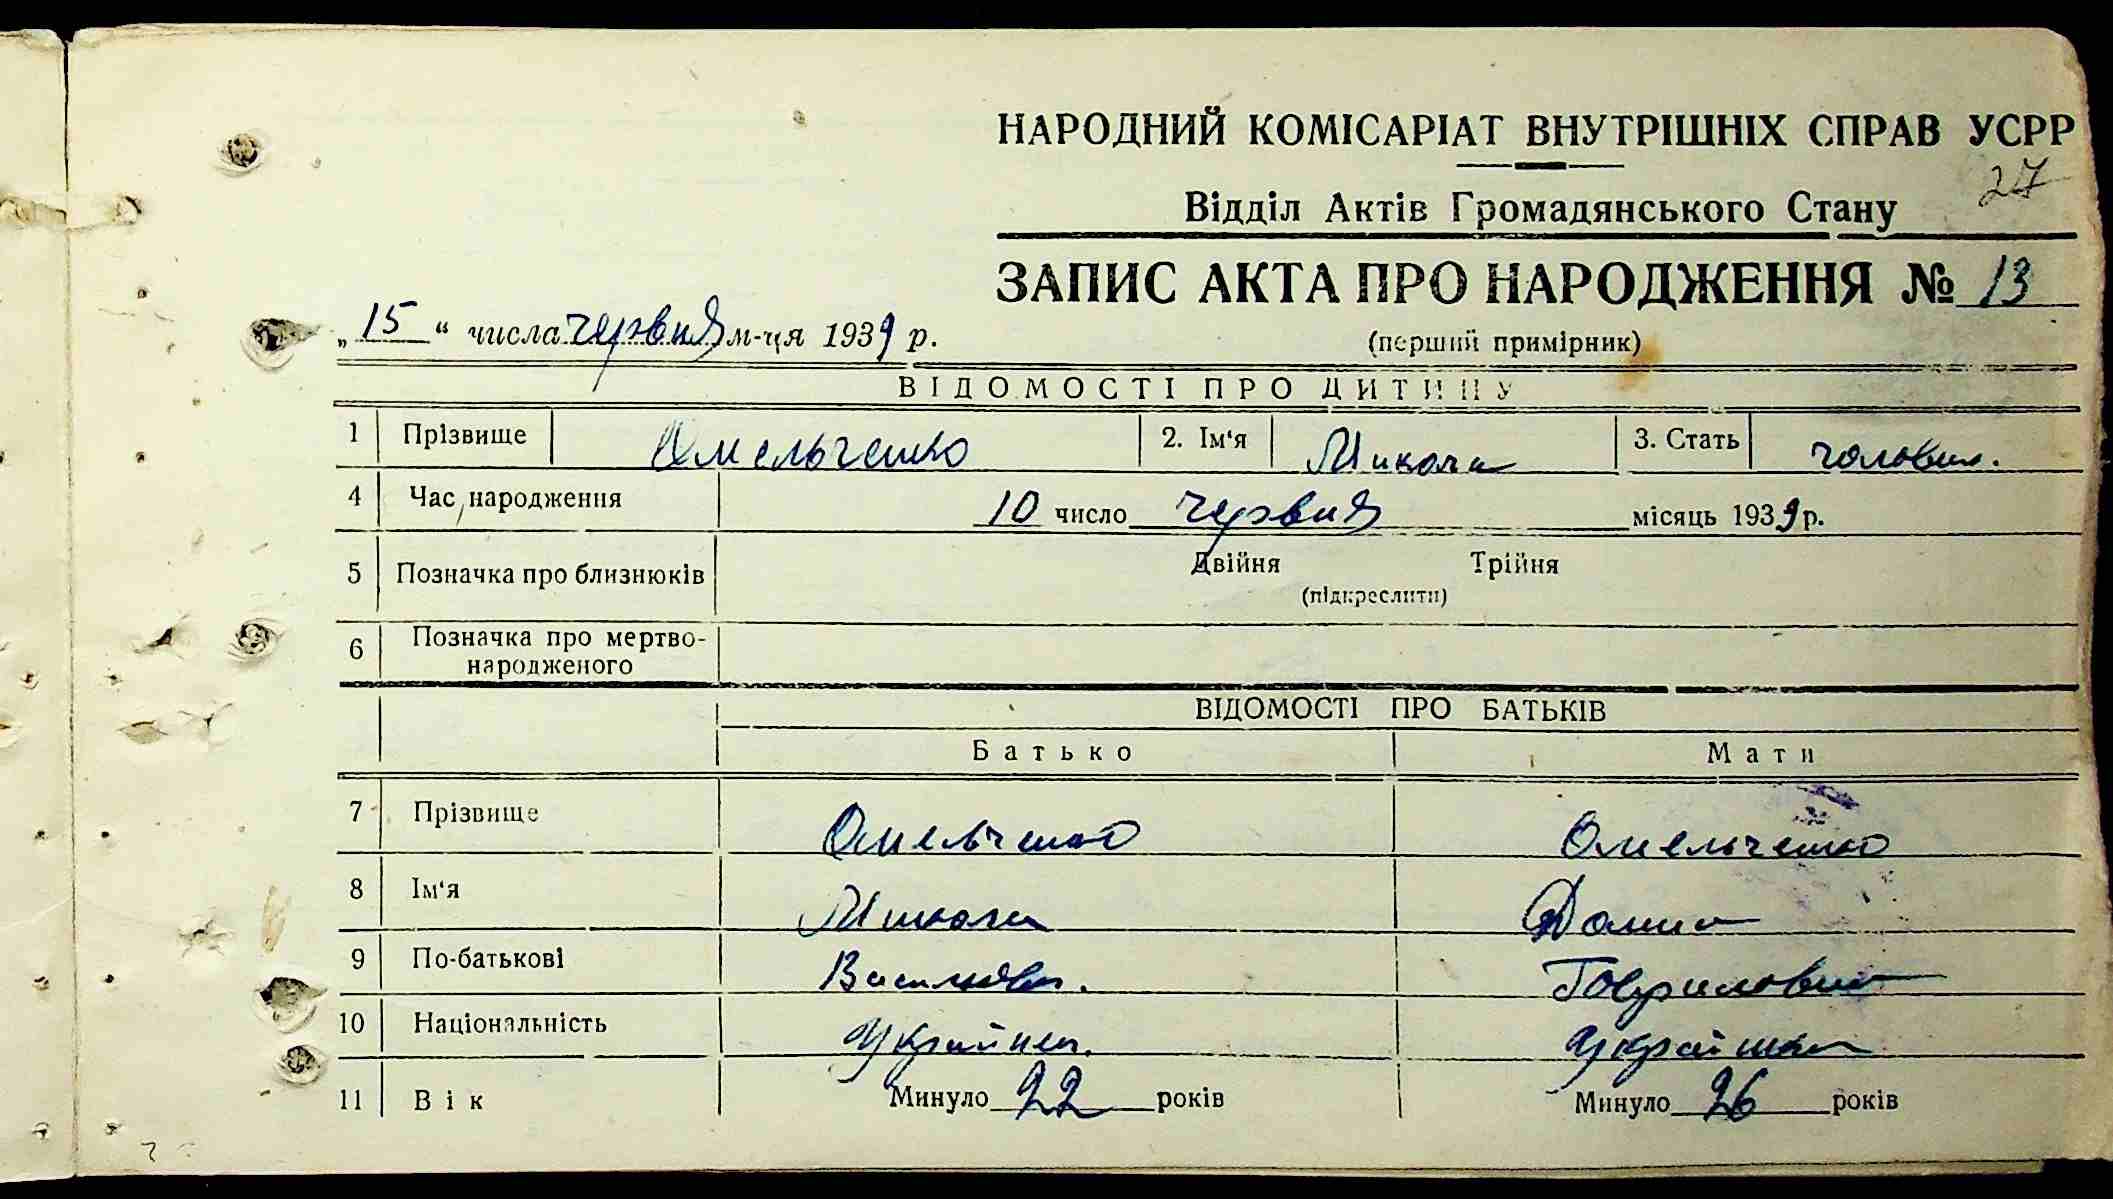 НАРОДНИЙ КОМІСАРІАТ ВНУТРІШНІХ СПРАВ УСРР
27
Відділ Актів Громадянського Стану
ЗАПИС АКТА ПРО НАРОДЖЕННЯ № 13
„15“ числа червня м-ця 1939 р.
(перший примірник)
ВІДОМОСТІ ПРО ДИТИНУ
1 Прізвище Омельченко 2. Ім'я Микола 3. Стать чоловіч.
4 Час народження 10 число червня місяць 1939 р.
5 Позначка про близнюків Двійня Трійня
(підкреслити)
6 Позначка про мертво-
народженого
ВІДОМОСТІ ПРО БАТЬКІВ
Батько Мати
7 Прізвище Омельченко Омельченко
8 Ім'я Микола
9 По-батькові Гаврилович
10 Національність Українец. Українка
11 Вік Минуло 22 років Минуло 26 років